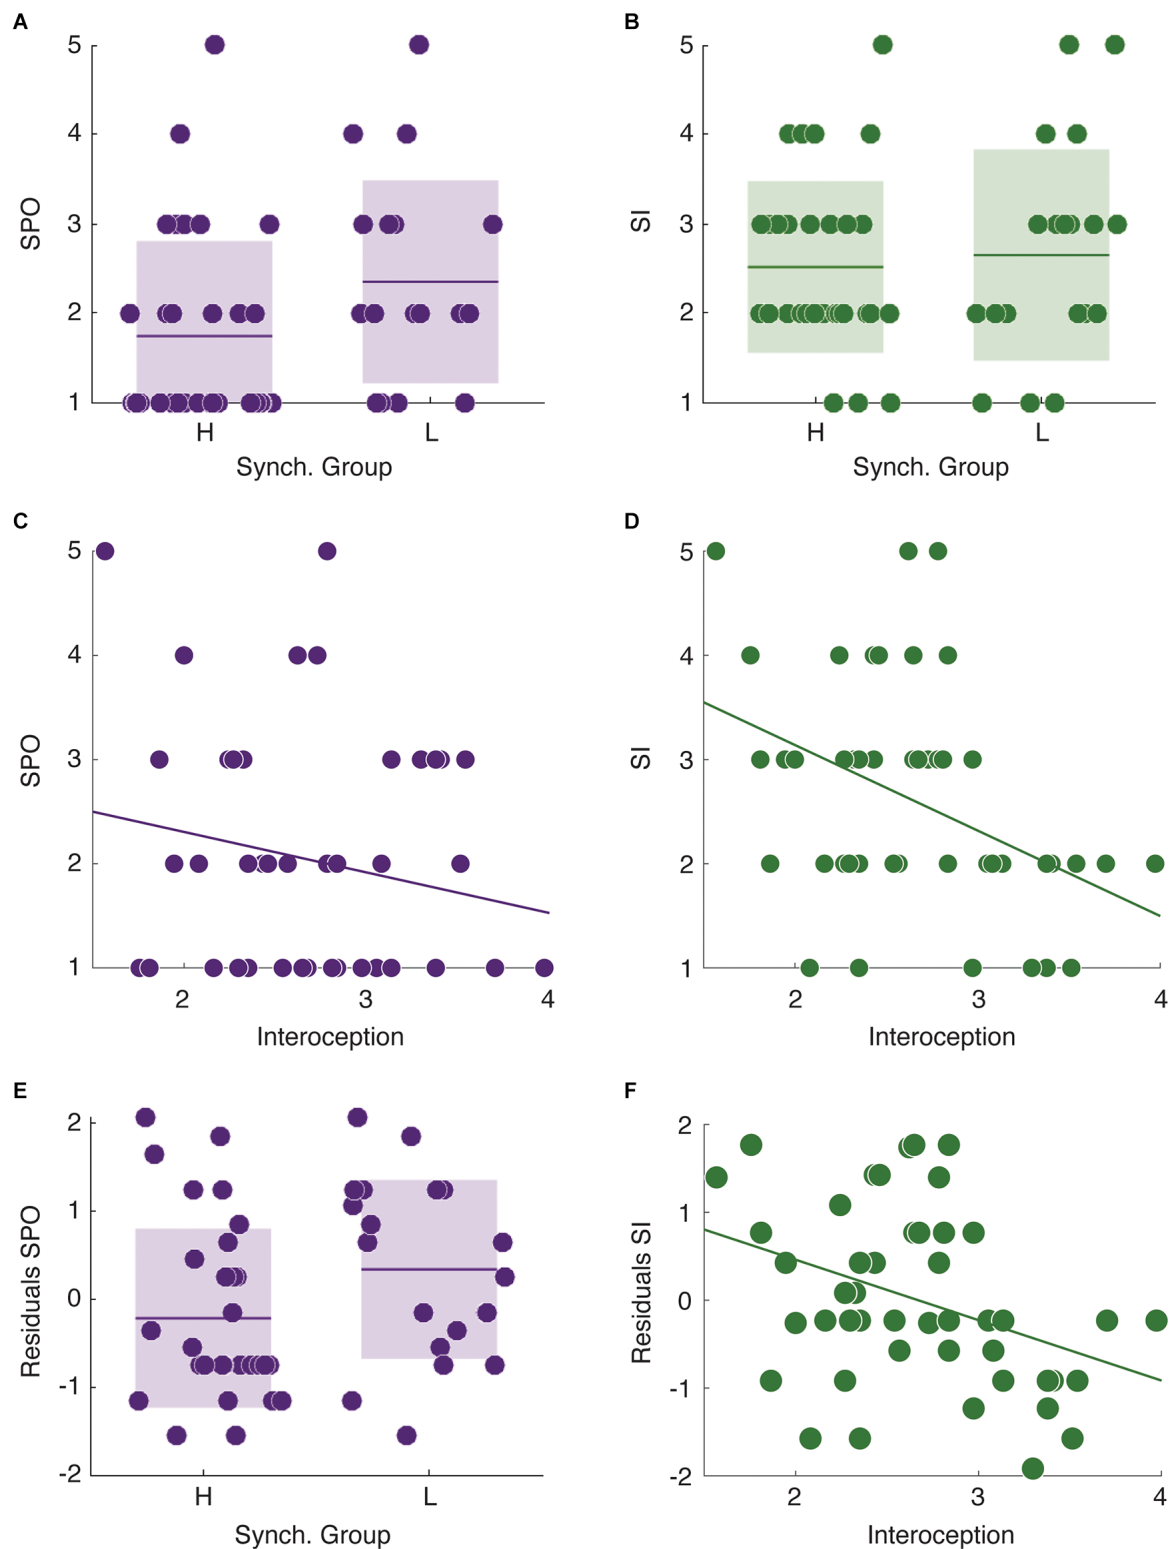 A
5
4
3
2
1
SPO
H L
Synch. Group
B
5
4
3
2
1
SI
H L
Synch. Group
C
5
4
3
2
1
SPO
2 3 4
Interoception
D
5
4
3
2
1
SI
2 3 4
Interoception
E
2
1
0
-1
-2
Residuals SPO
H L
Synch. Group
F
2
1
0
-1
-2
Residuals SI
2 3 4
Interoception